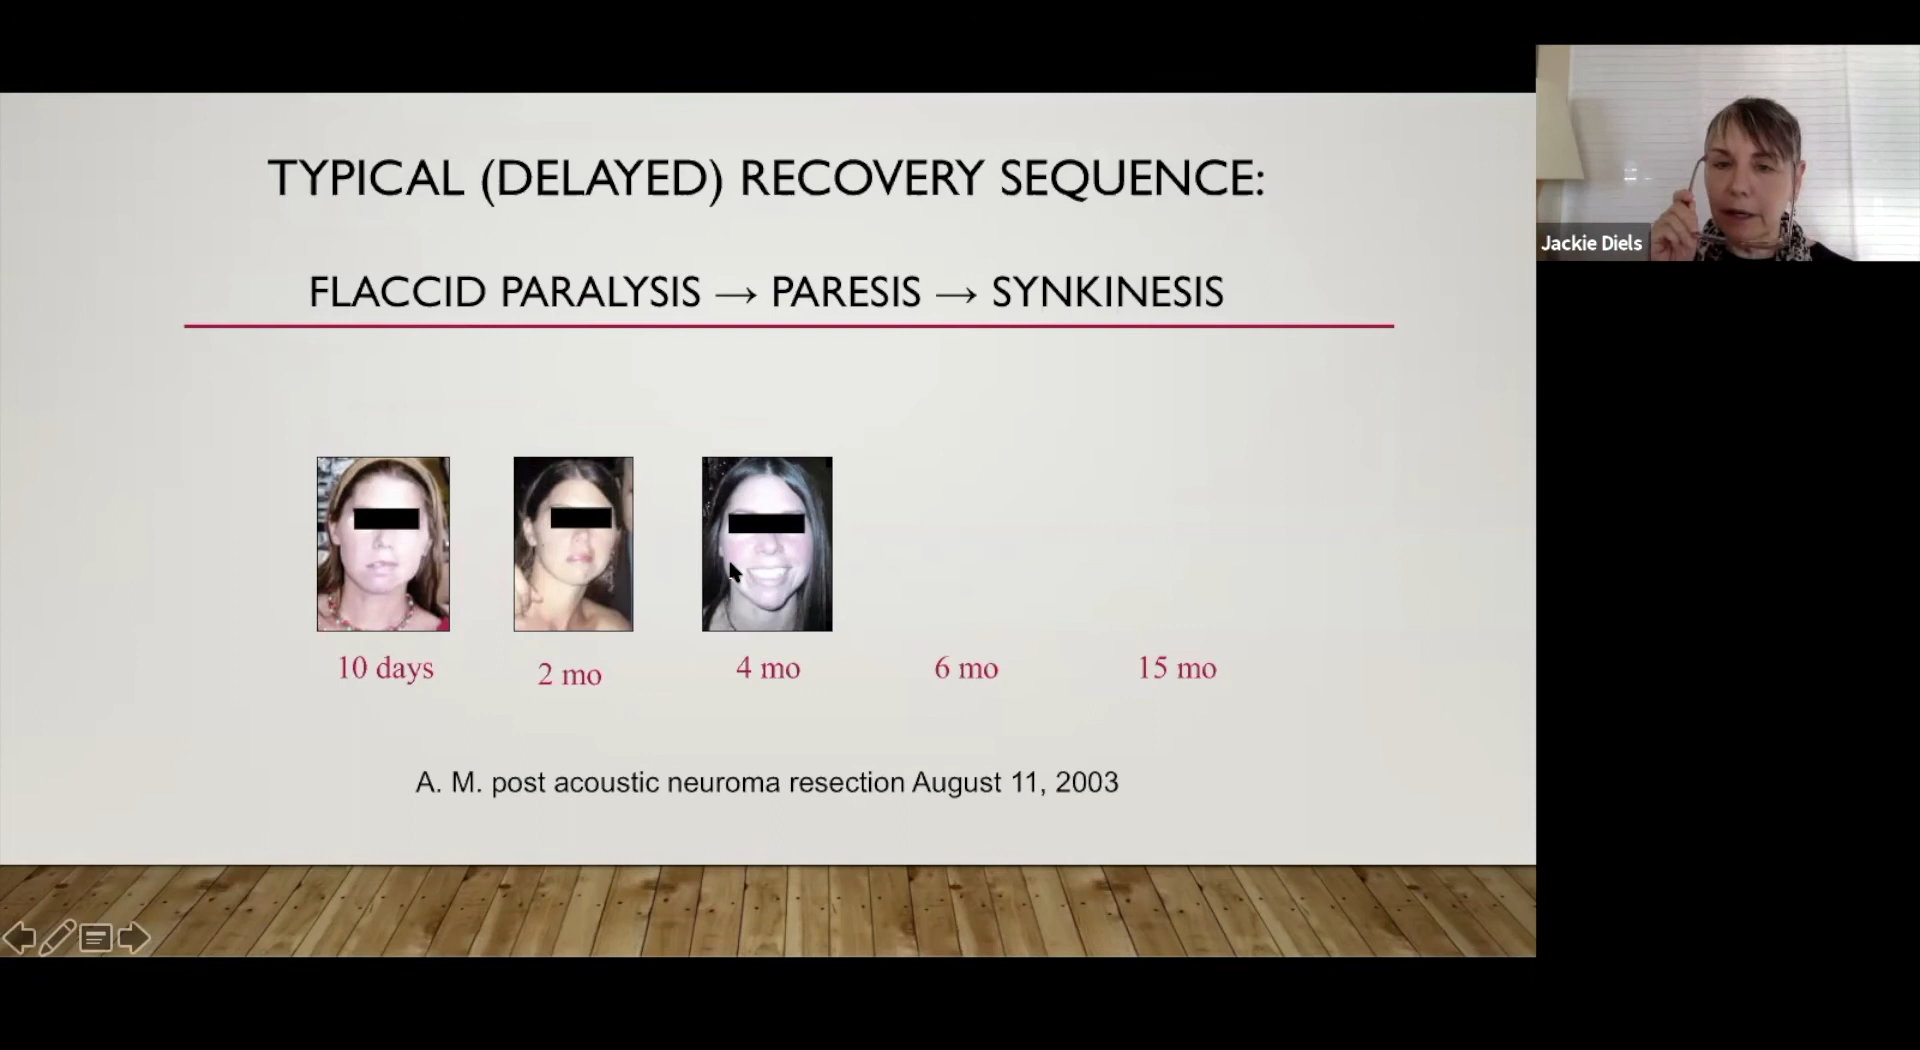 TYPICAL (DELAYED) RECOVERY SEQUENCE:
FLACCID PARALYSIS → PARESIS → SYNKINESIS
Jackie Diels
10 days
2 mo
4 mo
6 mo
15 mo
A. M. post acoustic neuroma resection August 11, 2003